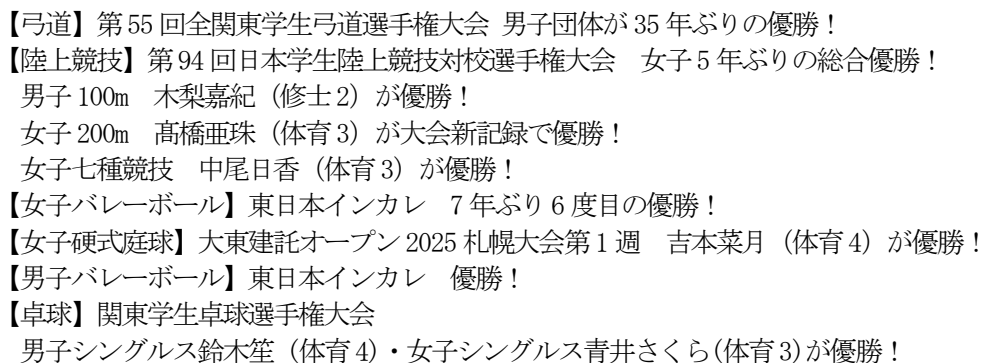 【弓道】第55回全関東学生弓道選手権大会 男子団体が35年ぶりの優勝！
【陸上競技】第94回日本学生陸上競技対校選手権大会　女子5年ぶりの総合優勝！
男子100m　木梨嘉紀（修士2）が優勝！
女子200m　髙橋亜珠（体育3）が大会新記録で優勝！
女子七種競技　中尾日香（体育3）が優勝！
【女子バレーボール】東日本インカレ　7年ぶり6度目の優勝！
【女子硬式庭球】大東建託オープン2025札幌大会第1週　吉本菜月（体育4）が優勝！
【男子バレーボール】東日本インカレ　優勝！
【卓球】関東学生卓球選手権大会
男子シングルス鈴木笙（体育4）・女子シングルス青井さくら(体育3)が優勝！